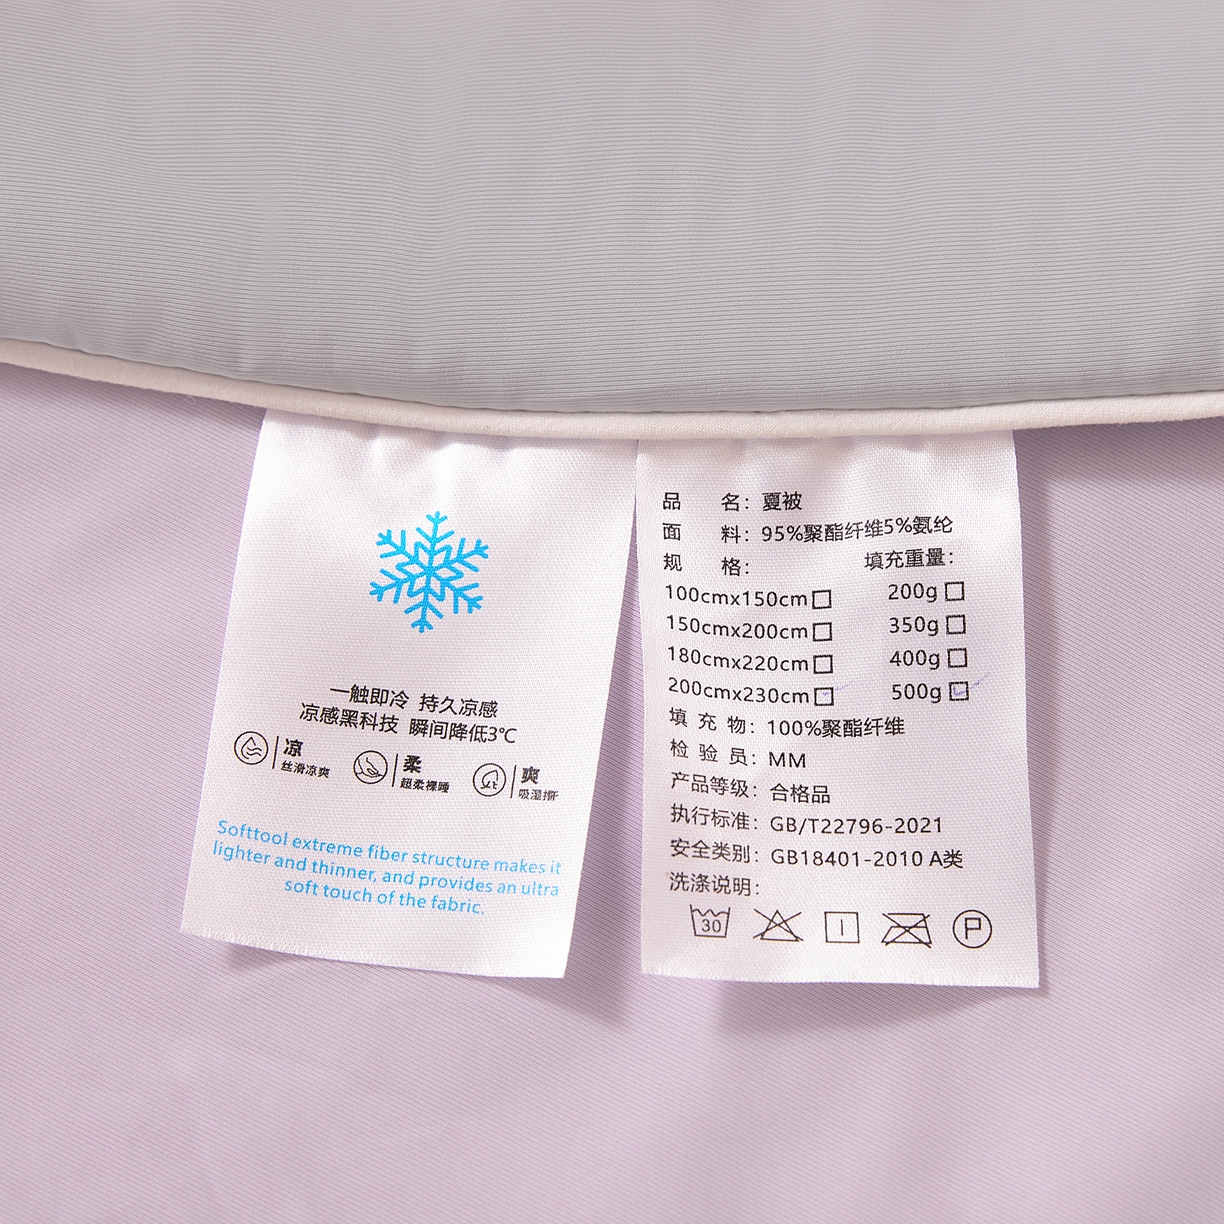 一触即冷 持久凉感
凉感黑科技 瞬间降低3℃
凉
丝滑凉爽
柔
超柔裸睡
爽
吸湿排汗
Softtool extreme fiber structure makes it
lighter and thinner, and provides an ultra
soft touch of the fabric.
品 名：夏被
面 料：95%聚酯纤维5%氨纶
规 格： 填充重量：
100cmx150cm□ 200g□
150cmx200cm□ 350g□
180cmx220cm□ 400g□
200cmx230cm☑ 500g☑
填 充 物：100%聚酯纤维
检 验 员：MM
产品等级：合格品
执行标准：GB/T22796-2021
安全类别：GB18401-2010 A类
洗涤说明：
30 P